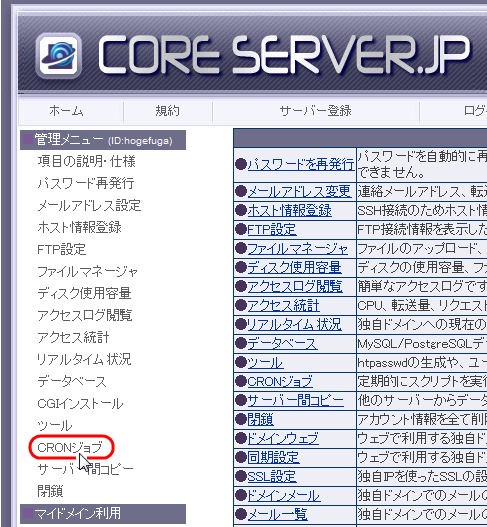 CORE SERVER.JP
ホーム 規約 サーバー登録 ログ
管理メニュー (ID:hogefuga)
項目の説明・仕様
パスワード再発行
メールアドレス設定
ホスト情報登録
FTP設定
ファイルマネージャ
ディスク使用容量
アクセスログ閲覧
アクセス統計
リアルタイム状況
データベース
CGIインストール
ツール
CRONジョブ
サーバー間コピー
閉鎖
マイドメイン利用
●パスワードを再発行 パスワードを自動的に再
できません。
●メールアドレス変更 連絡メールアドレス、転
●ホスト情報登録 SSH接続のためホスト情
●FTP設定 FTP接続情報を表示した
●ファイルマネージャ ファイルのアップロード、
●ディスク使用容量 ディスクの使用容量、フ
●アクセスログ閲覧 簡単なアクセスログです
●アクセス統計 CPU、転送量、リクエスト
●リアルタイム状況 独自ドメインへの現在の
●データベース MySQL/PostgreSQLデー
●ツール htpasswdの生成や、ユー
●CRONジョブ 定期的にスクリプトを実行
●サーバー間コピー 他のサーバーからデータ
●閉鎖 アカウント情報を全て削
●ドメインウェブ ウェブで利用する独自ド
●同期設定 ウェブで利用する独自ド
●SSL設定 独自IPを使ったSSLの設
●ドメインメール 独自ドメインでのメールの
●メール一覧 独自ドメインでのメールの